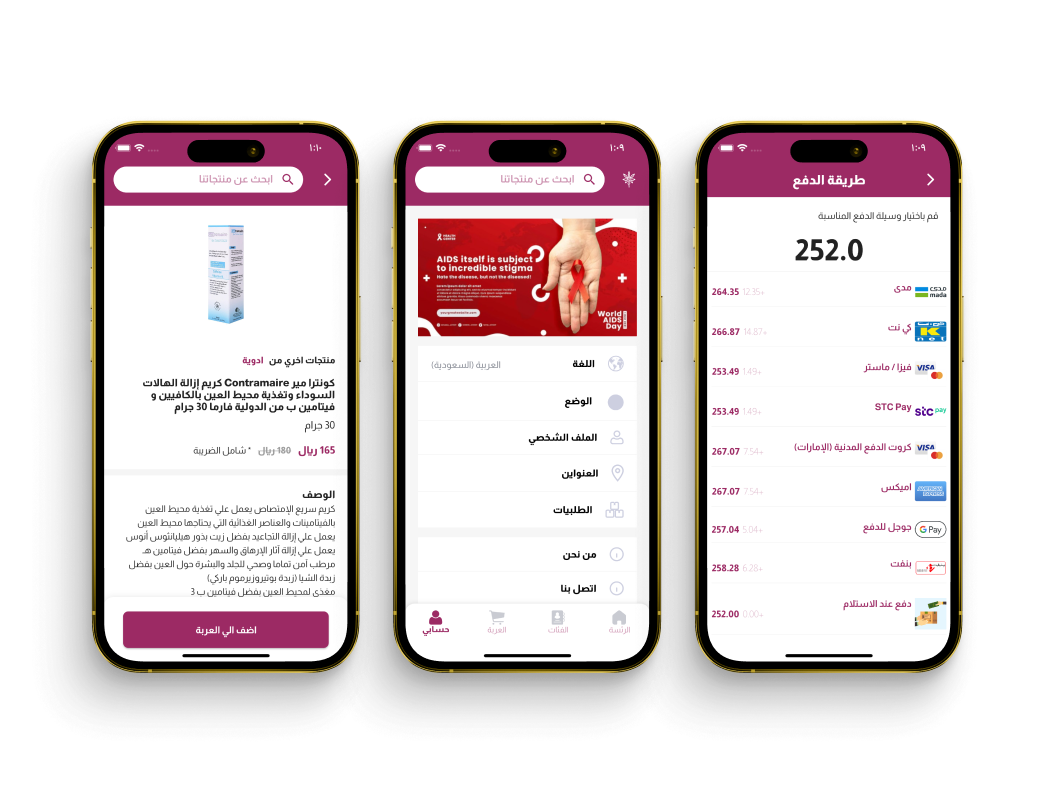 ١:١٠
ابحث عن منتجاتنا
منتجات اخري من ادوية
كونترا مير Contramaire كريم إزالة الهالات
السوداء وتغذية محيط العين بالكافيين و
فيتامين ب من الدولية فارما 30 جرام
30 جرام
165 ريال 180 ريال * شامل الضريبة
الوصف
كريم سريع الإمتصاص يعمل علي تغذية محيط العين
بالفيتامينات والعناصر الغذائية التي يحتاجها محيط العين
يعمل علي إزالة التجاعيد بفضل زيت بذور هيليانثوس أنوس
يعمل علي إزالة آثار الإرهاق والسهر بفضل فيتامين هـ
مرطب آمن تماما وصحي للجلد والبشرة حول العين بفضل
زبدة الشيا (زبدة بوتيروزيرموم باركي)
مغذي لمحيط العين بفضل فيتامين ب 3
اضف الي العربة
١:٠٩
ابحث عن منتجاتنا
HEALTH
CENTER
AIDS itself is subject
to incredible stigma
Hate the disease, but not the diseased!
World
AIDS
Day
اللغة
العربية (السعودية)
الوضع
الملف الشخصي
العنواين
الطلبيات
من نحن
اتصل بنا
الرئسة
الفئات
العربة
حسابي
١:٠٩
طريقة الدفع
قم باختيار وسيلة الدفع المناسبة
252.0
مدى
مدى
mada
264.35 12.35+
كي نت
K
net
266.87 14.87+
فيزا / ماستر
VISA
253.49 1.49+
STC Pay
stc pay
253.49 1.49+
كروت الدفع المدنية (الإمارات)
VISA
267.07 7.54+
اميكس
267.07 7.54+
جوجل للدفع
G Pay
257.04 5.04+
بنفت
258.28 6.28+
دفع عند الاستلام
252.00 0.00+